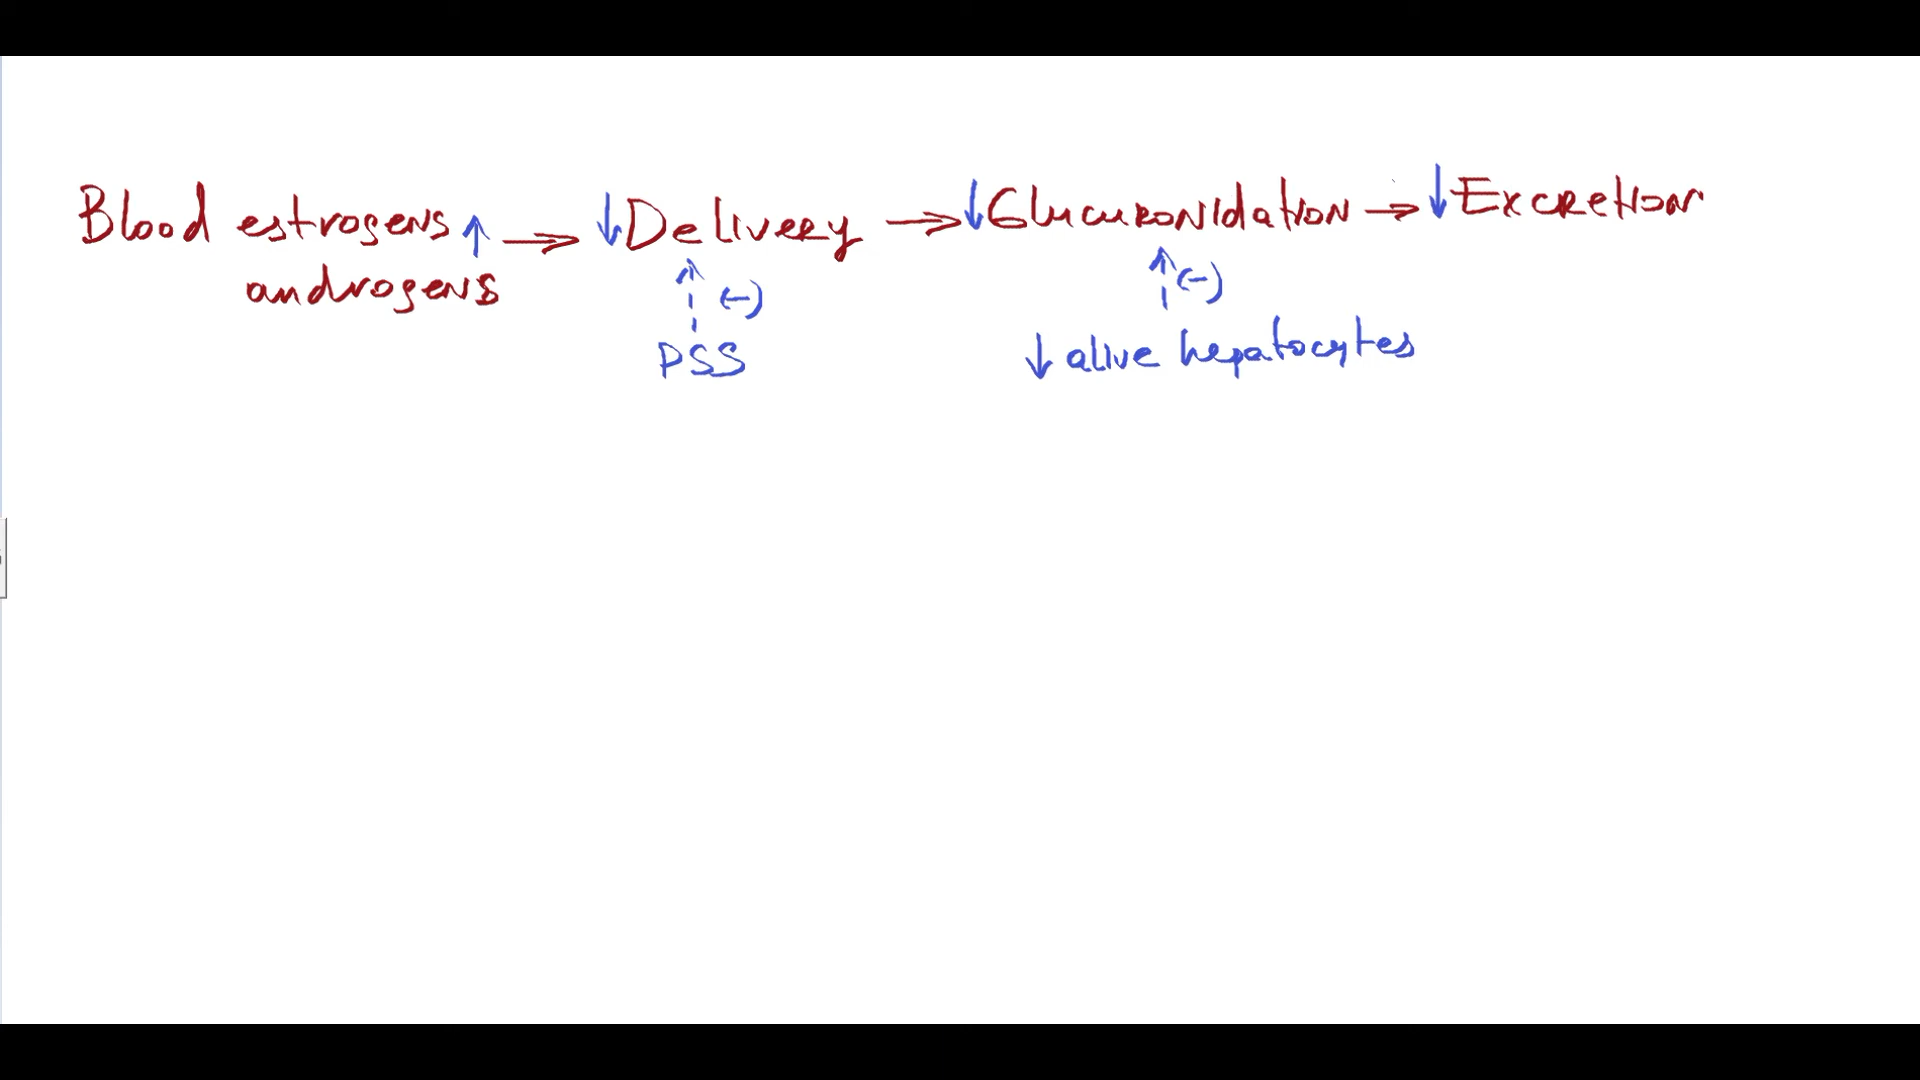 Blood estrogens ↑ → ↓ Delivery → ↓ Glucuronidation → ↓ Excretion
androgens (-) (-)
PSS ↓ alive hepatocytes